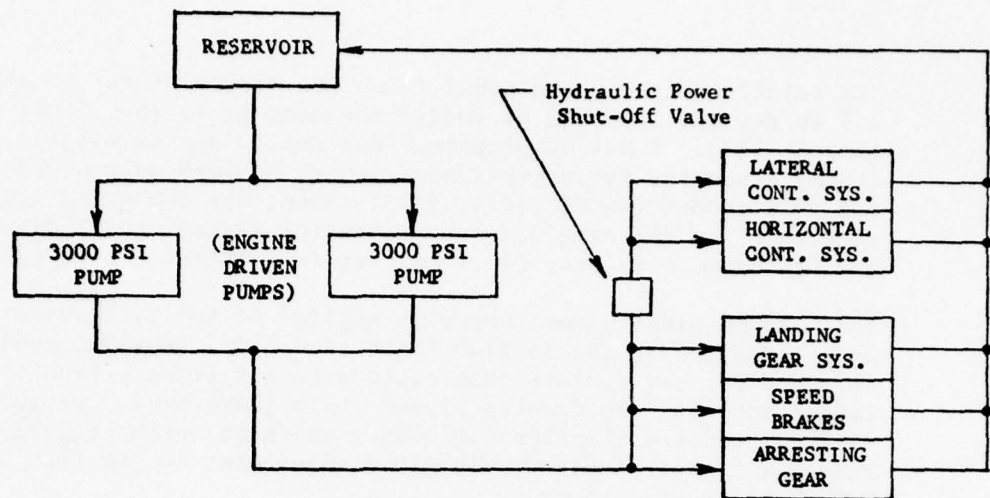 RESERVOIR
Hydraulic Power
Shut-Off Valve
LATERAL
CONT. SYS.
HORIZONTAL
CONT. SYS.
3000 PSI
PUMP
(ENGINE
DRIVEN
PUMPS)
3000 PSI
PUMP
LANDING
GEAR SYS.
SPEED
BRAKES
ARRESTING
GEAR